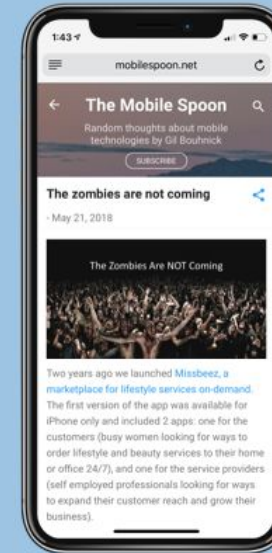 1:43
mobilespoon.net
The Mobile Spoon
Random thoughts about mobile
technologies by Gil Bouhnick
SUBSCRIBE
The zombies are not coming
- May 21, 2018
The Zombies Are NOT Coming
Two years ago we launched Missbeez, a
marketplace for lifestyle services on-demand.
The first version of the app was available for
iPhone only and included 2 apps: one for the
customers (busy women looking for ways to
order lifestyle and beauty services to their home
or office 24/7), and one for the service providers
(self employed professionals looking for ways
to expand their customer reach and grow their
business).